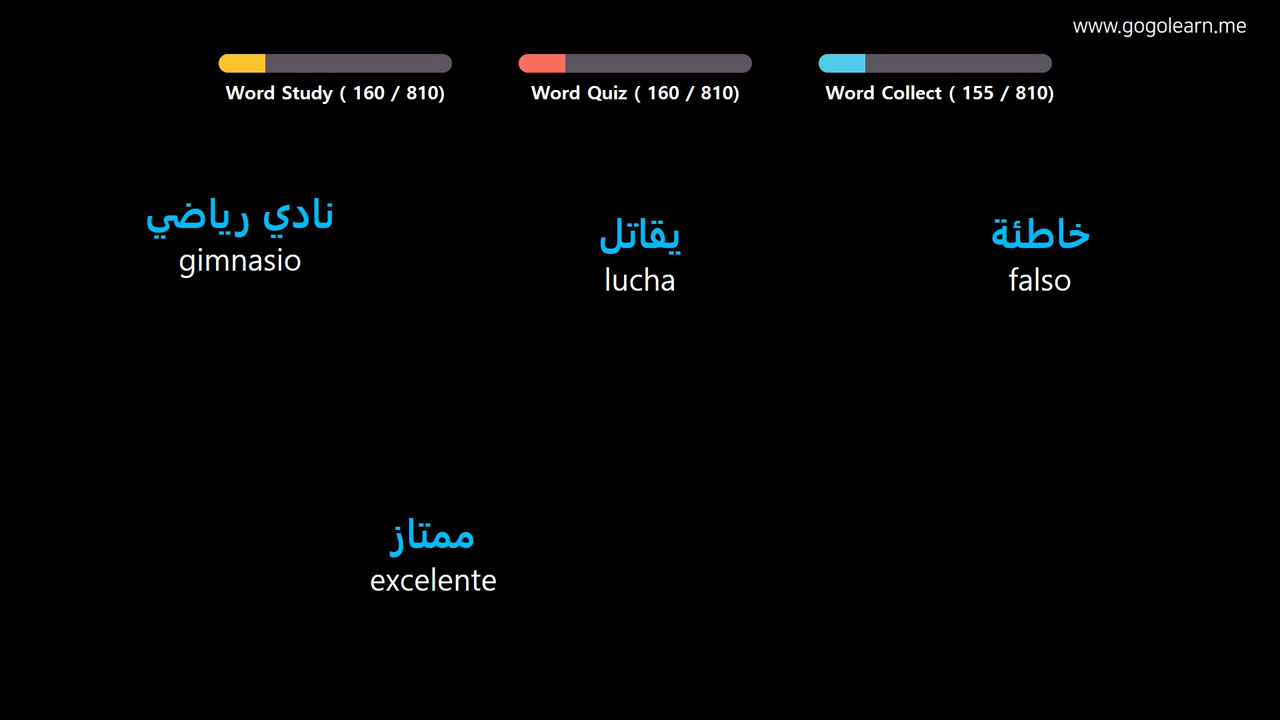 www.gogolearn.me
Word Study ( 160 / 810)
Word Quiz ( 160 / 810)
Word Collect ( 155 / 810)
نادي رياضي
gimnasio
يقاتل
lucha
خاطئة
falso
ممتاز
excelente